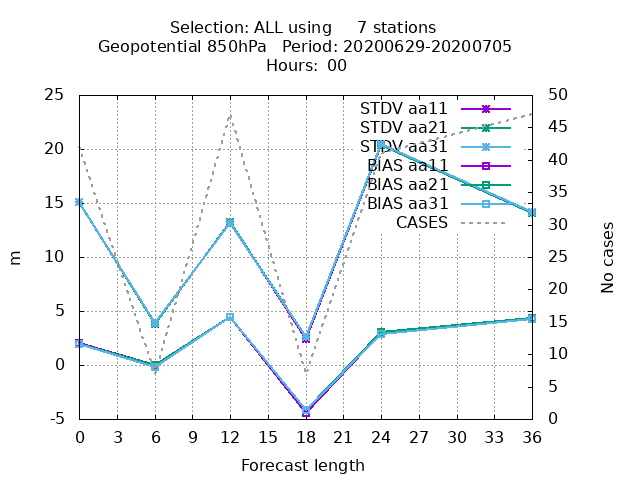 Selection: ALL using     7 stations
Geopotential 850hPa   Period: 20200629-20200705
Hours:  00
25
20
15
10
5
0
-5
m
STDV aa11
STDV aa21
STDV aa31
BIAS aa11
BIAS aa21
BIAS aa31
CASES
50
45
40
35
30
25
20
15
10
5
0
No cases
0 3 6 9 12 15 18 21 24 27 30 33 36
Forecast length